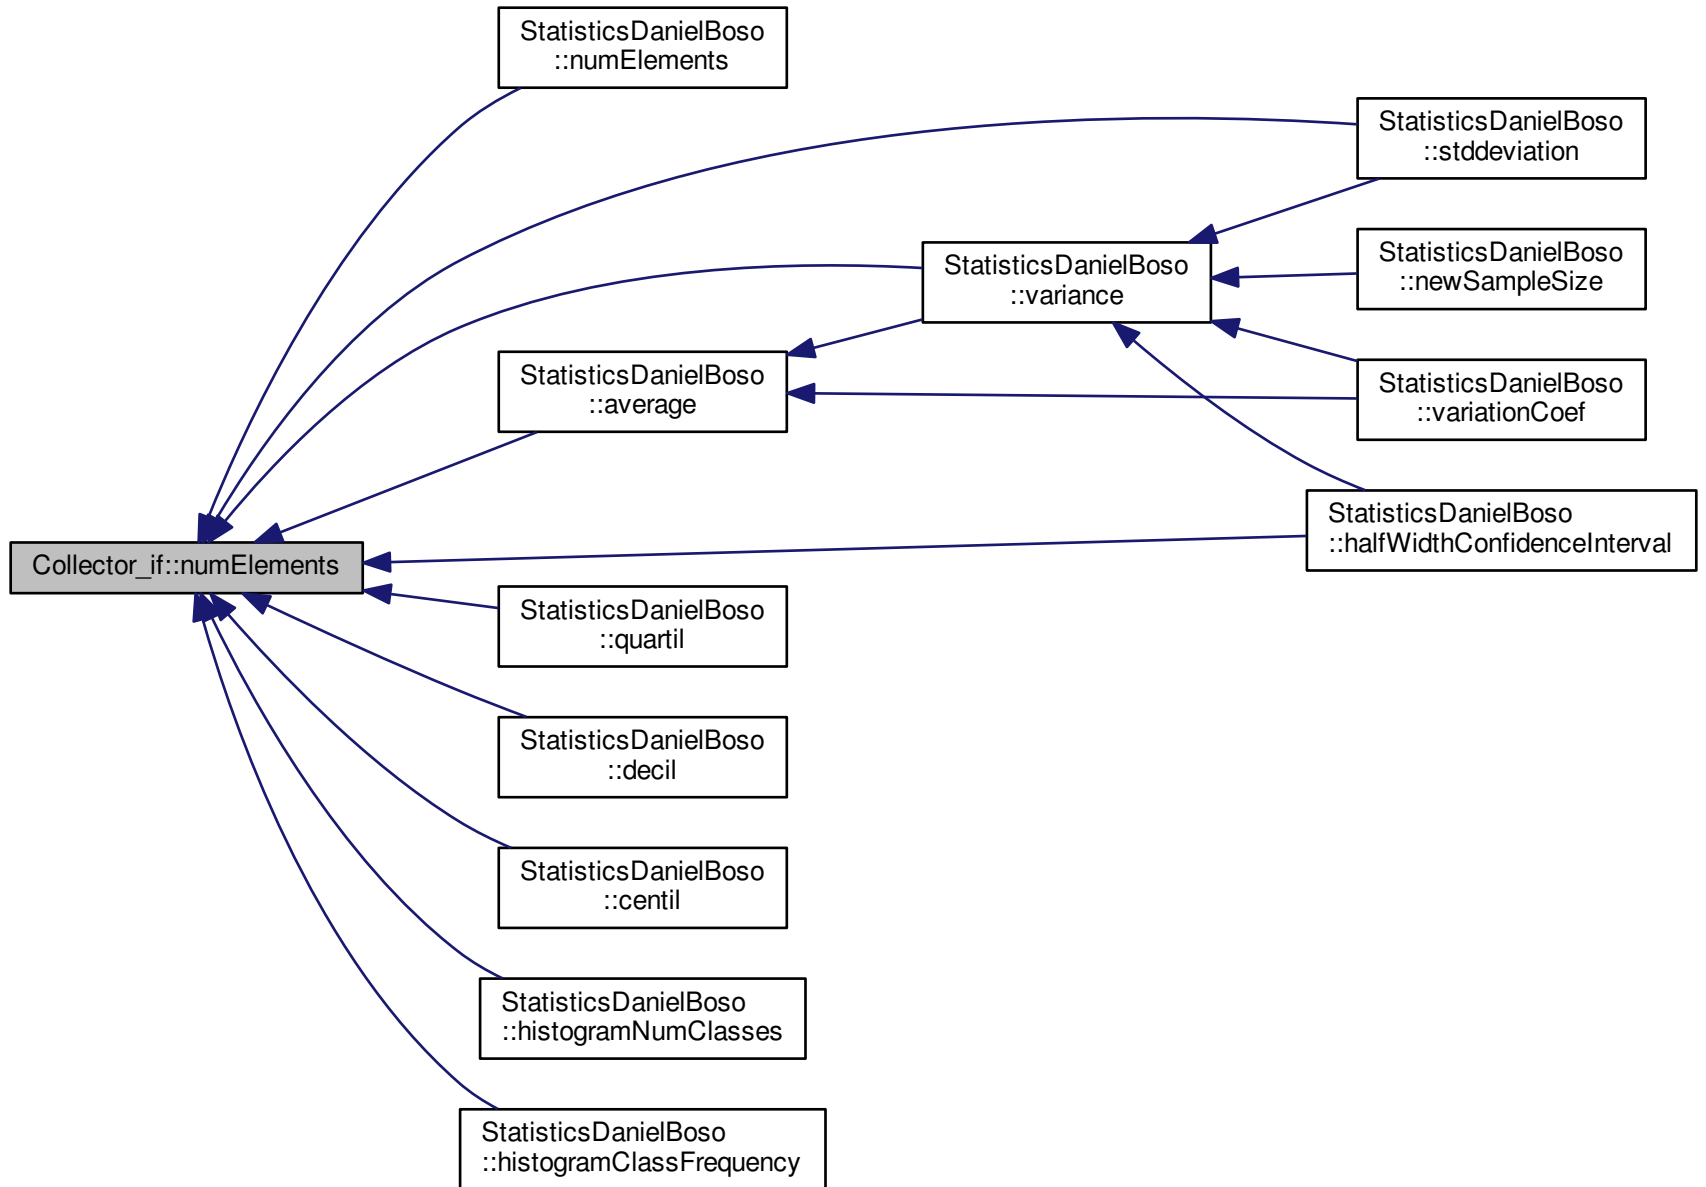 StatisticsDanielBoso
::numElements
StatisticsDanielBoso
::stddeviation
StatisticsDanielBoso
::variance
StatisticsDanielBoso
::newSampleSize
StatisticsDanielBoso
::average
StatisticsDanielBoso
::variationCoef
StatisticsDanielBoso
::halfWidthConfidenceInterval
Collector_if::numElements
StatisticsDanielBoso
::quartil
StatisticsDanielBoso
::decil
StatisticsDanielBoso
::centil
StatisticsDanielBoso
::histogramNumClasses
StatisticsDanielBoso
::histogramClassFrequency